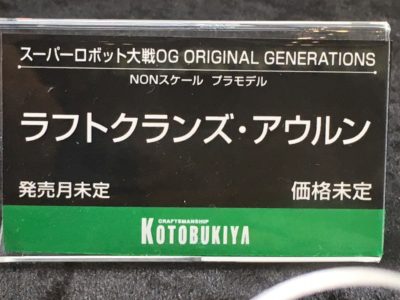 スーパーロボット大戦OG ORIGINAL GENERATIONS
NONスケール プラモデル
ラフトクランズ・アウルン
発売月未定 価格未定
CRAFTSMANSHIP
KOTOBUKIYA